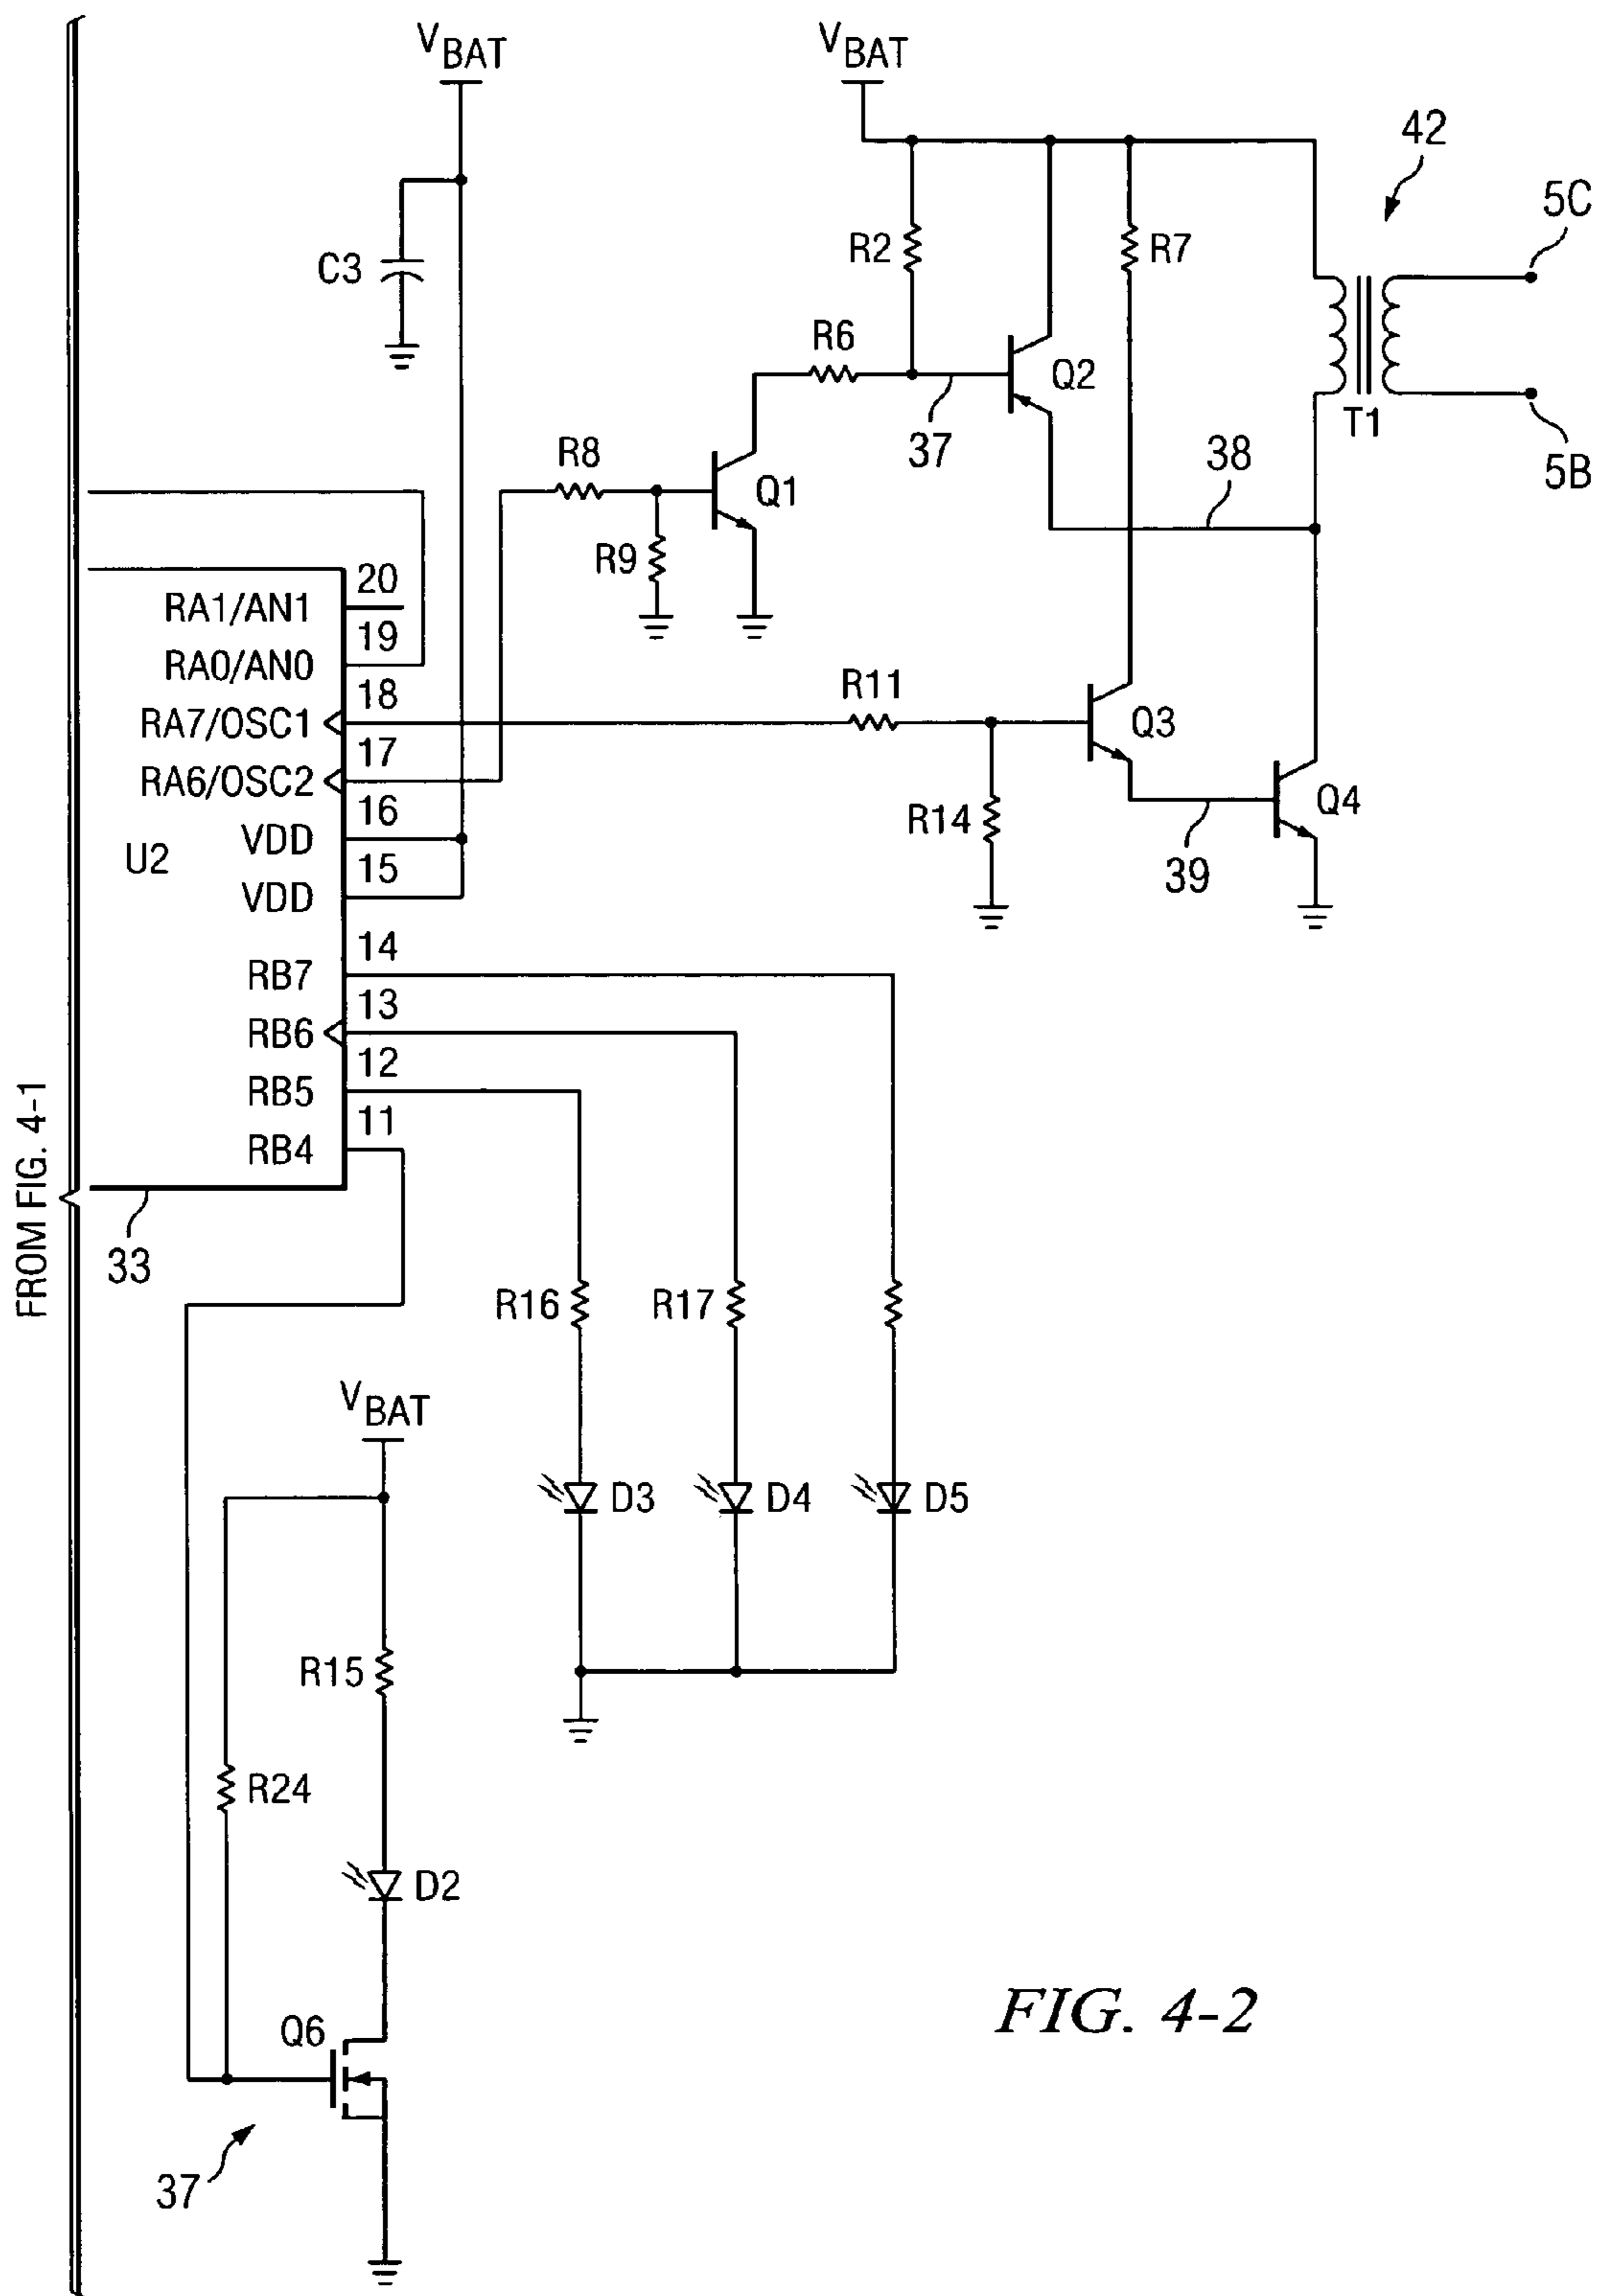 VBAT
VBAT
42
5C
R2
R7
C3
R6
Q2
T1
37
38
5B
R8
Q1
R9
20
RA1/AN1
19
RA0/AN0
18
RA7/OSC1
R11
Q3
17
RA6/OSC2
16
VDD
R14
Q4
U2
15
VDD
39
14
RB7
13
RB6
12
RB5
11
RB4
FROM FIG. 4-1
33
R16
R17
VBAT
D3
D4
D5
R15
R24
D2
Q6
FIG. 4-2
37